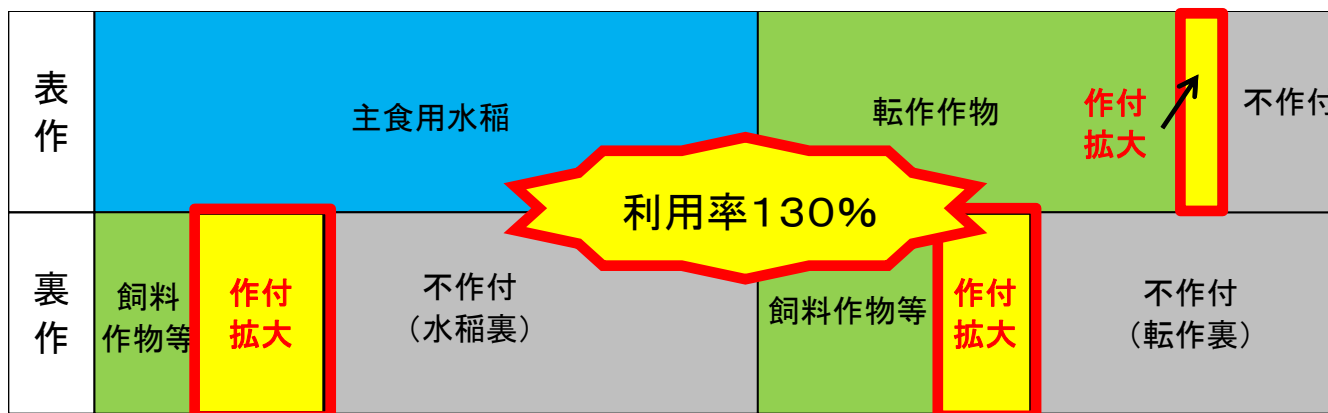 表
作
主食用水稲
転作作物
作付
拡大
不作付
利用率130%
裏
作
飼料
作物等
作付
拡大
不作付
(水稲裏)
飼料作物等
作付
拡大
不作付
(転作裏)